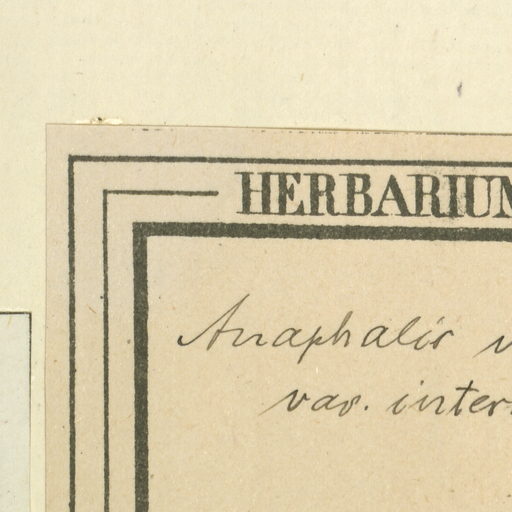 HERBARIUM
Anaphalis
var. inter